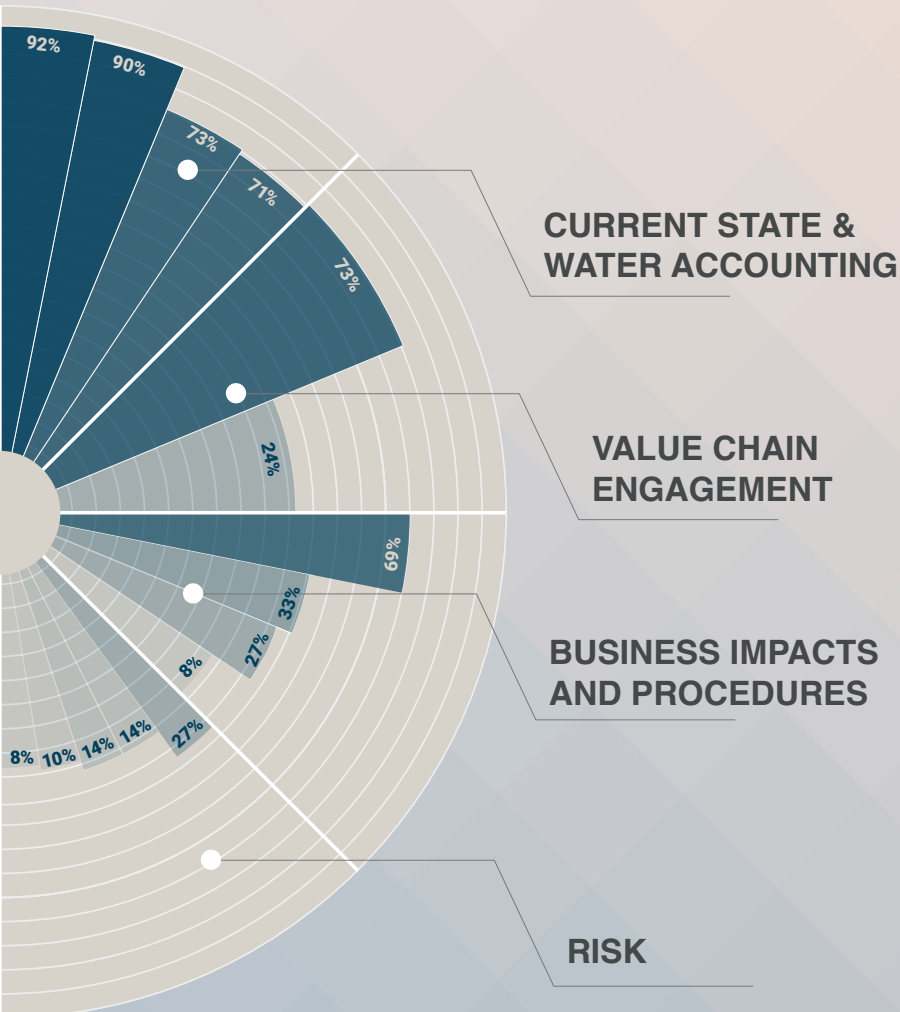 92%
90%
73%
71%
73%
24%
69%
33%
27%
8%
27%
14%
14%
10%
8%
CURRENT STATE &
WATER ACCOUNTING
VALUE CHAIN
ENGAGEMENT
BUSINESS IMPACTS
AND PROCEDURES
RISK